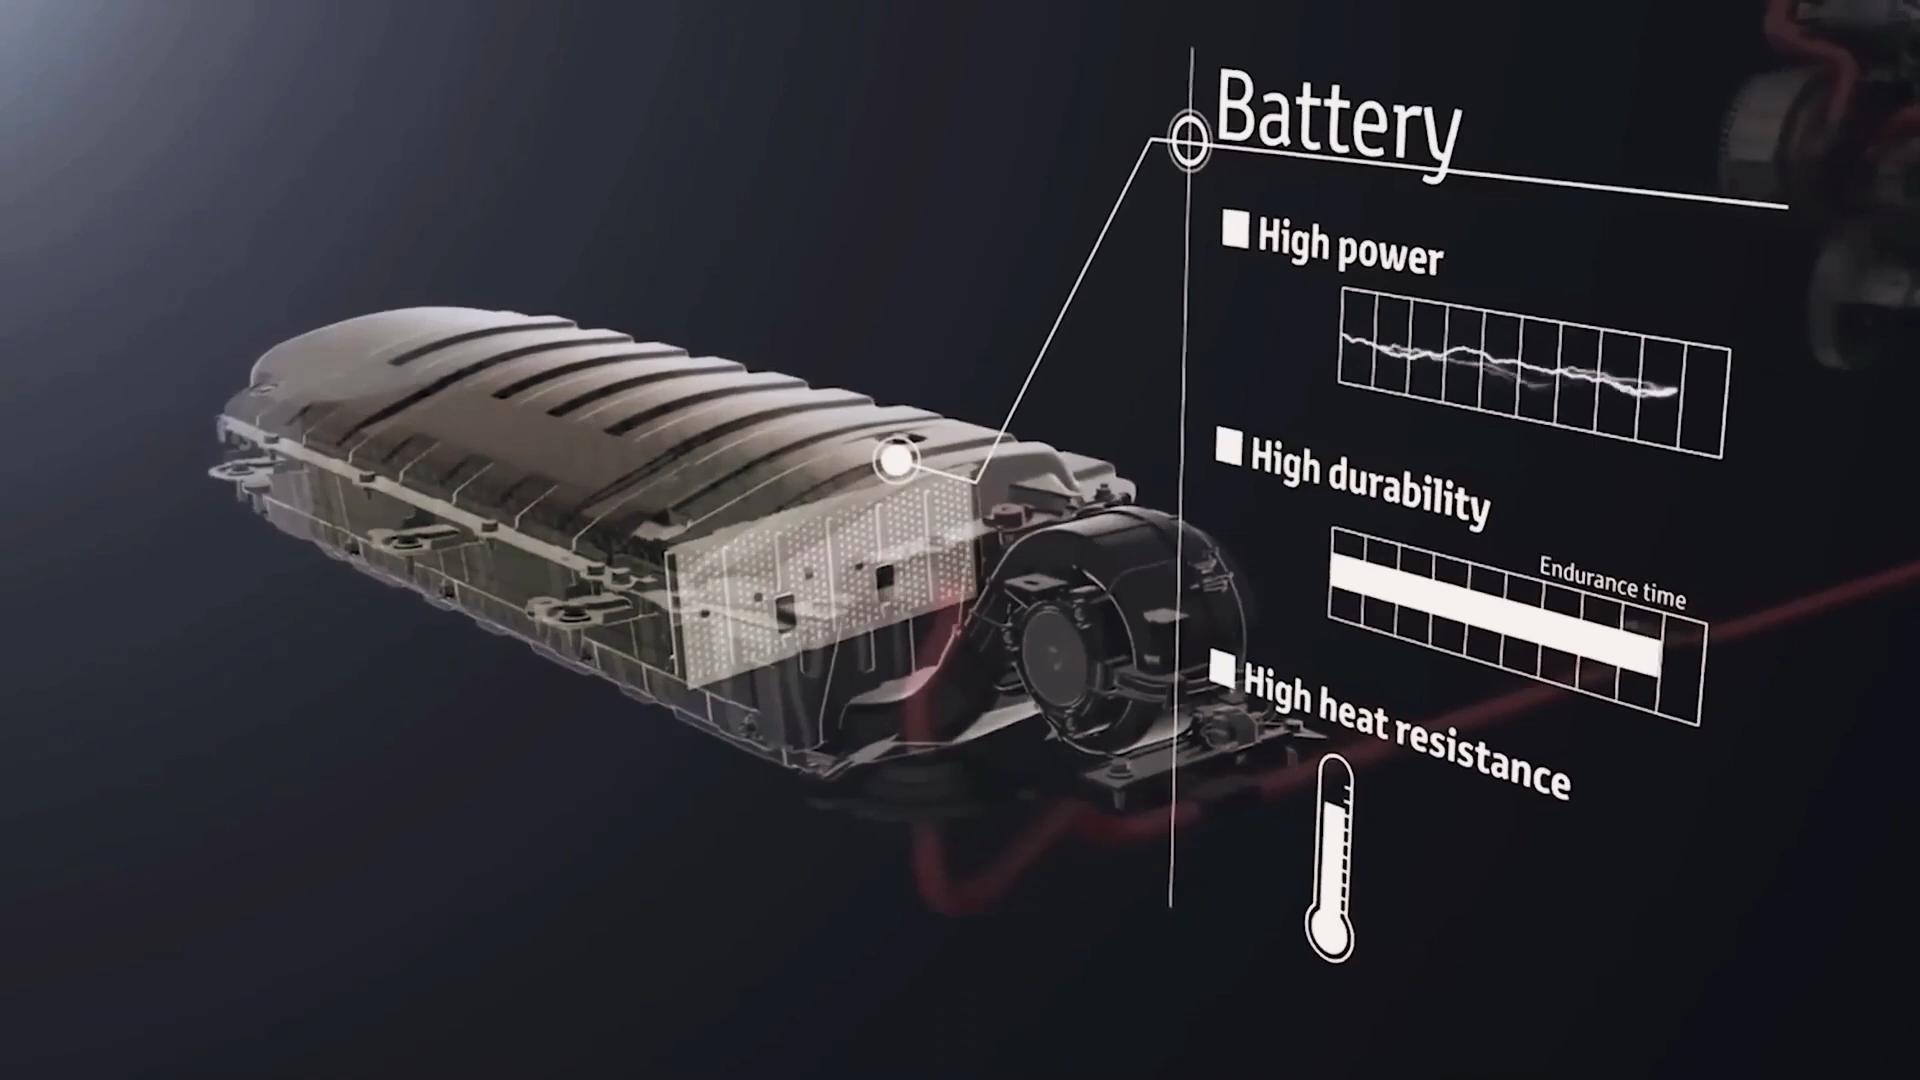 Battery
High power
High durability
Endurance time
High heat resistance